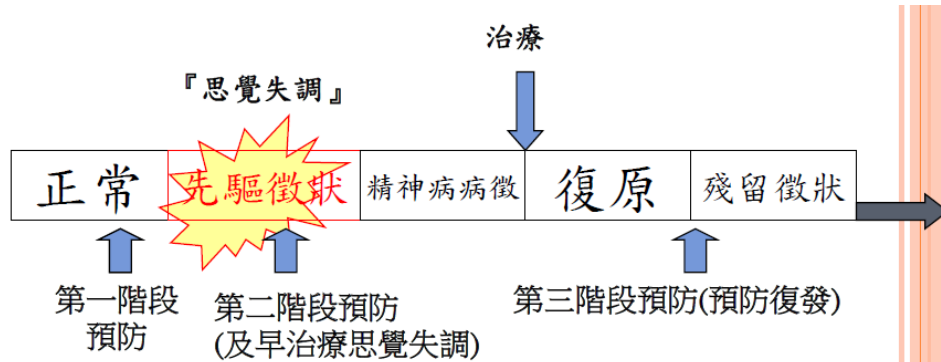 治療
『思覺失調』
正常
先驅徵狀
精神病病徵
復原
殘留徵狀
第一階段
預防
第二階段預防
(及早治療思覺失調)
第三階段預防(預防復發)